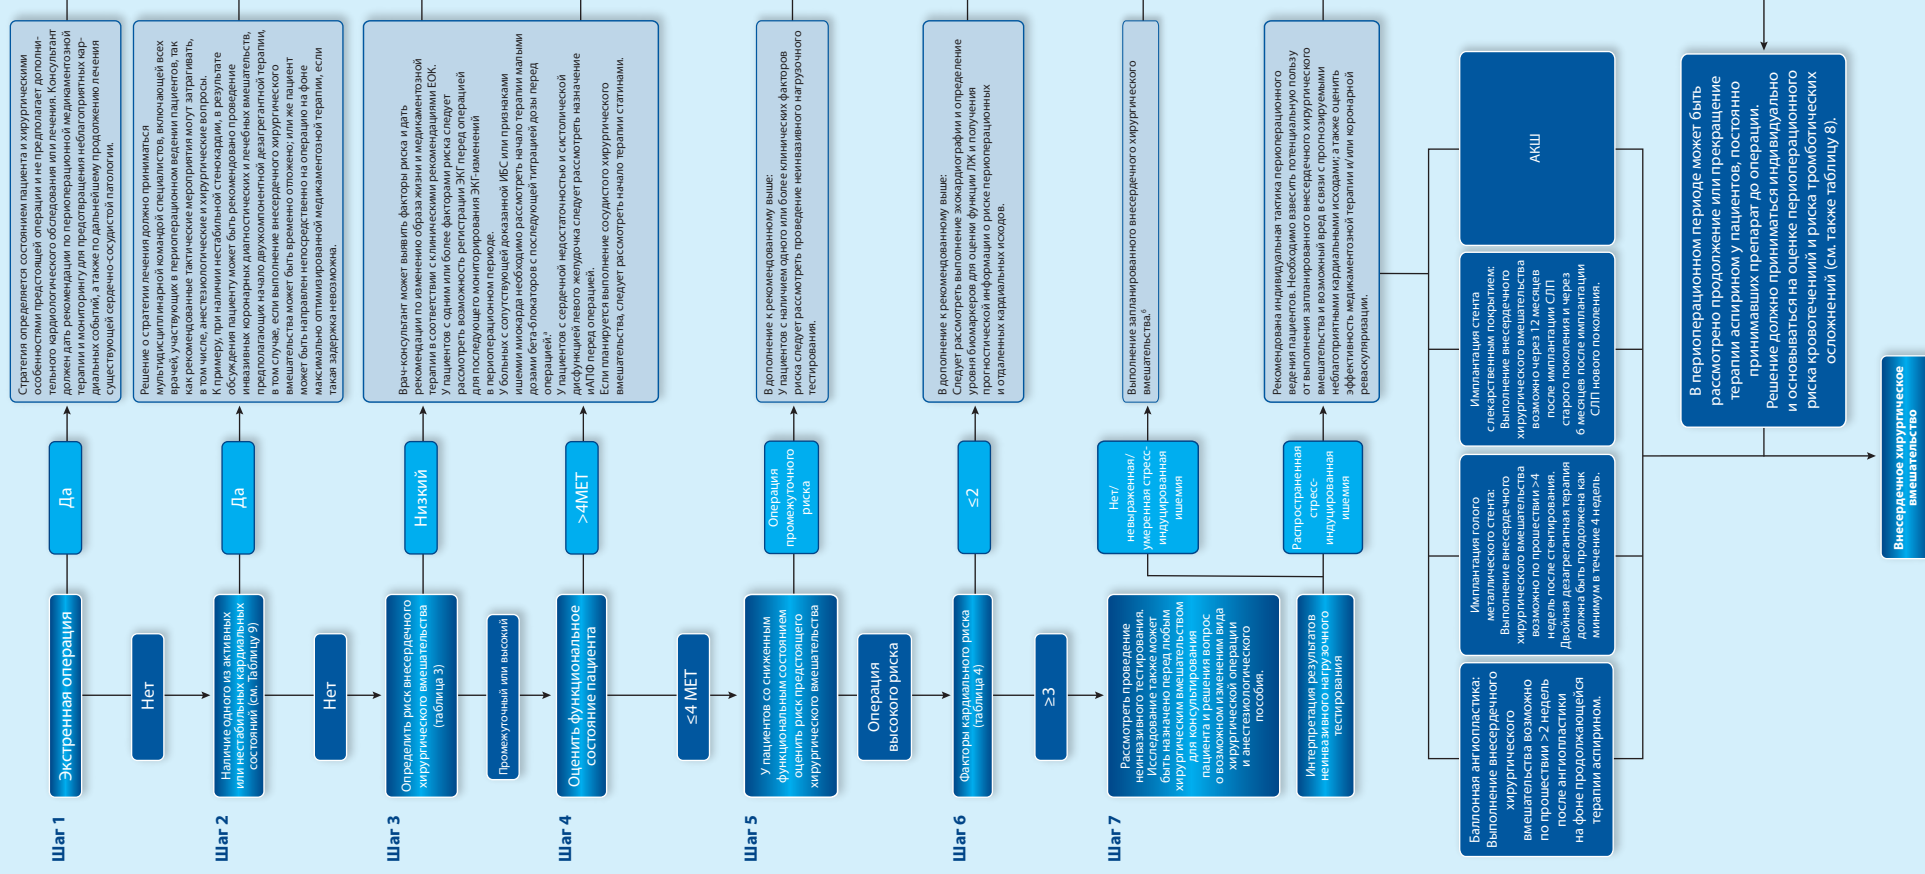 Шаг 1
Экстренная операция
Да
Стратегия определяется состоянием пациента и хирургическими
особенностями предстоящей операции и не предполагает дополни-
тельного кардиологического обследования или лечения. Консультант
должен дать рекомендации по периоперационной медикаментозной
терапии и мониторингу для предотвращения неблагоприятных кар-
диальных событий, а также по дальнейшему продолжению лечения
существующей сердечно-сосудистой патологии.
Нет
Шаг 2
Наличие одного из активных
или нестабильных кардиальных
состояний (см. Таблицу 9)
Да
Решение о стратегии лечения должно приниматься
мультидисциплинарной командой специалистов, включающей всех
врачей, участвующих в периоперационном ведении пациентов, так
как рекомендованные тактические мероприятия могут затрагивать,
в том числе, анестезиологические и хирургические вопросы.
К примеру, при наличии нестабильной стенокардии, в результате
обсуждения пациенту может быть рекомендовано проведение
инвазивных коронарных диагностических и лечебных вмешательств,
предполагающих начало двухкомпонентной дезагрегантной терапии,
в том случае, если выполнение внесердечного хирургического
вмешательства может быть временно отложено; или же пациент
может быть направлен непосредственно на операцию на фоне
максимально оптимизированной медикаментозной терапии, если
такая задержка невозможна.
Нет
Шаг 3
Определить риск внесердечного
хирургического вмешательства
(таблица 3)
Низкий
Врач-консультант может выявить факторы риска и дать
рекомендации по изменению образа жизни и медикаментозной
терапии в соответствии с клиническими рекомендациями ЕОК.
У пациентов с одним или более факторами риска следует
рассмотреть возможность регистрации ЭКГ перед операцией
для последующего мониторирования ЭКГ-изменений
в периоперационном периоде.
У больных с сопутствующей доказанной ИБС или признаками
ишемии миокарда необходимо рассмотреть начало терапии малыми
дозами бета-блокаторов с последующей титрацией дозы перед
операцией.ᵃ
У пациентов с сердечной недостаточностью и систолической
дисфункцией левого желудочка следует рассмотреть назначение
иАПФ перед операцией.
Если планируется выполнение сосудистого хирургического
вмешательства, следует рассмотреть начало терапии статинами.
Промежуточный или высокий
Шаг 4
Оценить функциональное
состояние пациента
>4МЕТ
≤4 МЕТ
Шаг 5
У пациентов со сниженным
функциональным состоянием
оценить риск предстоящего
хирургического вмешательства
Операция
промежуточного
риска
В дополнение к рекомендованному выше:
у пациентов с наличием одного или более клинических факторов
риска следует рассмотреть проведение неинвазивного нагрузочного
тестирования.
Операция
высокого риска
Шаг 6
Факторы кардиального риска
(таблица 4)
≤2
В дополнение к рекомендованному выше:
Следует рассмотреть выполнение эхокардиографии и определение
уровня биомаркеров для оценки функции ЛЖ и получения
прогностической информации о риске периоперационных
и отдаленных кардиальных исходов.
≥3
Шаг 7
Рассмотреть проведение
неинвазивного тестирования.
Исследование также может
быть назначено перед любым
хирургическим вмешательством
для консультирования
пациента и решения вопрос
о возможном изменении вида
хирургической операции
и анестезиологического
пособия.
Интерпретация результатов
неинвазивного нагрузочного
тестирования
Нет/
невыраженная/
умеренная стресс-
индуцированная
ишемия
Выполнение запланированного внесердечного хирургического
вмешательства.ᵟ
Распространенная
стресс-
индуцированная
ишемия
Рекомендована индивидуальная тактика периоперационного
ведения пациентов. Необходимо взвесить потенциальную пользу
от выполнения запланированного внесердечного хирургического
вмешательства и возможный вред в связи с прогнозируемыми
неблагоприятными кардиальными исходами; а также оценить
эффективность медикаментозной терапии и/или коронарной
реваскуляризации.
Баллонная ангиопластика:
Выполнение внесердечного
хирургического
вмешательства возможно
по прошествии >2 недель
после ангиопластики
на фоне продолжающейся
терапии аспирином.
Имплантация голого
металлического стента:
Выполнение внесердечного
хирургического вмешательства
возможно по прошествии >4
недель после стентирования.
Двойная дезагрегантная терапия
должна быть продолжена как
минимум в течение 4 недель.
Имплантация стента
с лекарственным покрытием:
Выполнение внесердечного
хирургического вмешательства
возможно через 12 месяцев
после имплантации СЛП
старого поколения и через
6 месяцев после имплантации
СЛП нового поколения.
АКШ
В периоперационном периоде может быть
рассмотрено продолжение или прекращение
терапии аспирином у пациентов, постоянно
принимавших препарат до операции.
Решение должно приниматься индивидуально
и основываться на оценке периоперационного
риска кровотечений и риска тромботических
осложнений (см. также таблицу 8).
Внесердечное хирургическое
вмешательство